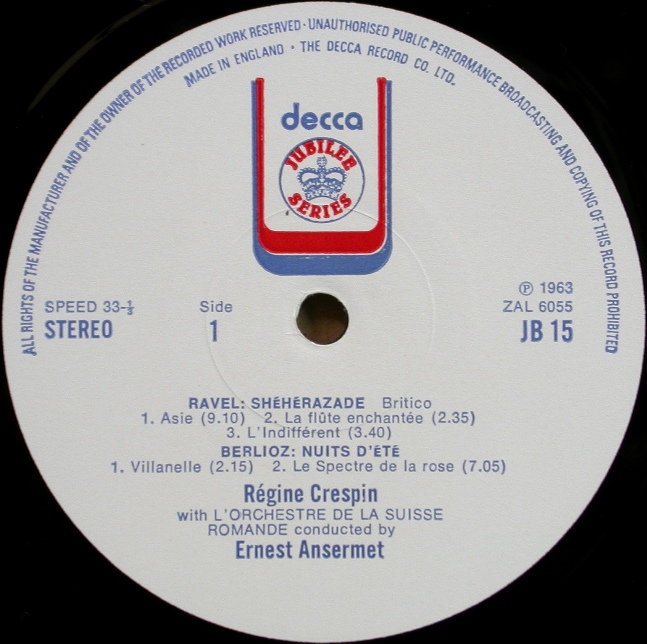 ALL RIGHTS OF THE MANUFACTURER AND OF THE OWNER OF THE RECORDED WORK RESERVED · UNAUTHORISED PUBLIC PERFORMANCE BROADCASTING AND COPYING OF THIS RECORD PROHIBITED
MADE IN ENGLAND · THE DECCA RECORD CO. LTD.
decca
JUBILEE
SERIES
℗ 1963
SPEED 33-⅓ Side ZAL 6055
STEREO 1 JB 15
RAVEL: SHÉHÉRAZADE Britico
1. Asie (9.10) 2. La flûte enchantée (2.35)
3. L'Indifférent (3.40)
BERLIOZ: NUITS D'ÉTÉ
1. Villanelle (2.15) 2. Le Spectre de la rose (7.05)
Régine Crespin
with L'ORCHESTRE DE LA SUISSE
ROMANDE conducted by
Ernest Ansermet